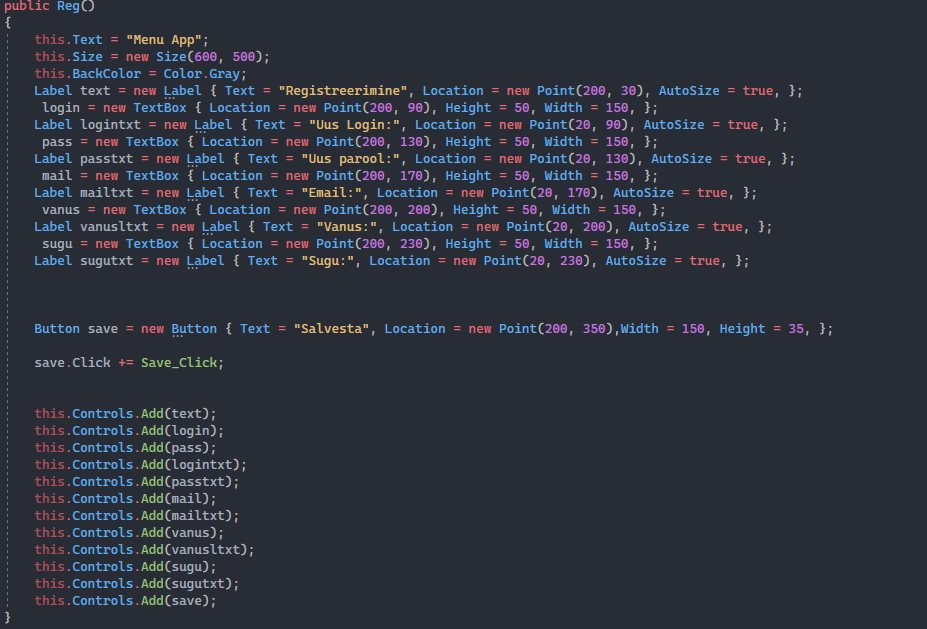 public Reg()
{
this.Text = "Menu App";
this.Size = new Size(600, 500);
this.BackColor = Color.Gray;
Label text = new Label { Text = "Registreerimine", Location = new Point(200, 30), AutoSize = true, };
login = new TextBox { Location = new Point(200, 90), Height = 50, Width = 150, };
Label logintxt = new Label { Text = "Uus Login:", Location = new Point(20, 90), AutoSize = true, };
pass = new TextBox { Location = new Point(200, 130), Height = 50, Width = 150, };
Label passtxt = new Label { Text = "Uus parool:", Location = new Point(20, 130), AutoSize = true, };
mail = new TextBox { Location = new Point(200, 170), Height = 50, Width = 150, };
Label mailtxt = new Label { Text = "Email:", Location = new Point(20, 170), AutoSize = true, };
vanus = new TextBox { Location = new Point(200, 200), Height = 50, Width = 150, };
Label vanusltxt = new Label { Text = "Vanus:", Location = new Point(20, 200), AutoSize = true, };
sugu = new TextBox { Location = new Point(200, 230), Height = 50, Width = 150, };
Label sugutxt = new Label { Text = "Sugu:", Location = new Point(20, 230), AutoSize = true, };
Button save = new Button { Text = "Salvesta", Location = new Point(200, 350),Width = 150, Height = 35, };
save.Click += Save_Click;
this.Controls.Add(text);
this.Controls.Add(login);
this.Controls.Add(pass);
this.Controls.Add(logintxt);
this.Controls.Add(passtxt);
this.Controls.Add(mail);
this.Controls.Add(mailtxt);
this.Controls.Add(vanus);
this.Controls.Add(vanusltxt);
this.Controls.Add(sugu);
this.Controls.Add(sugutxt);
this.Controls.Add(save);
}